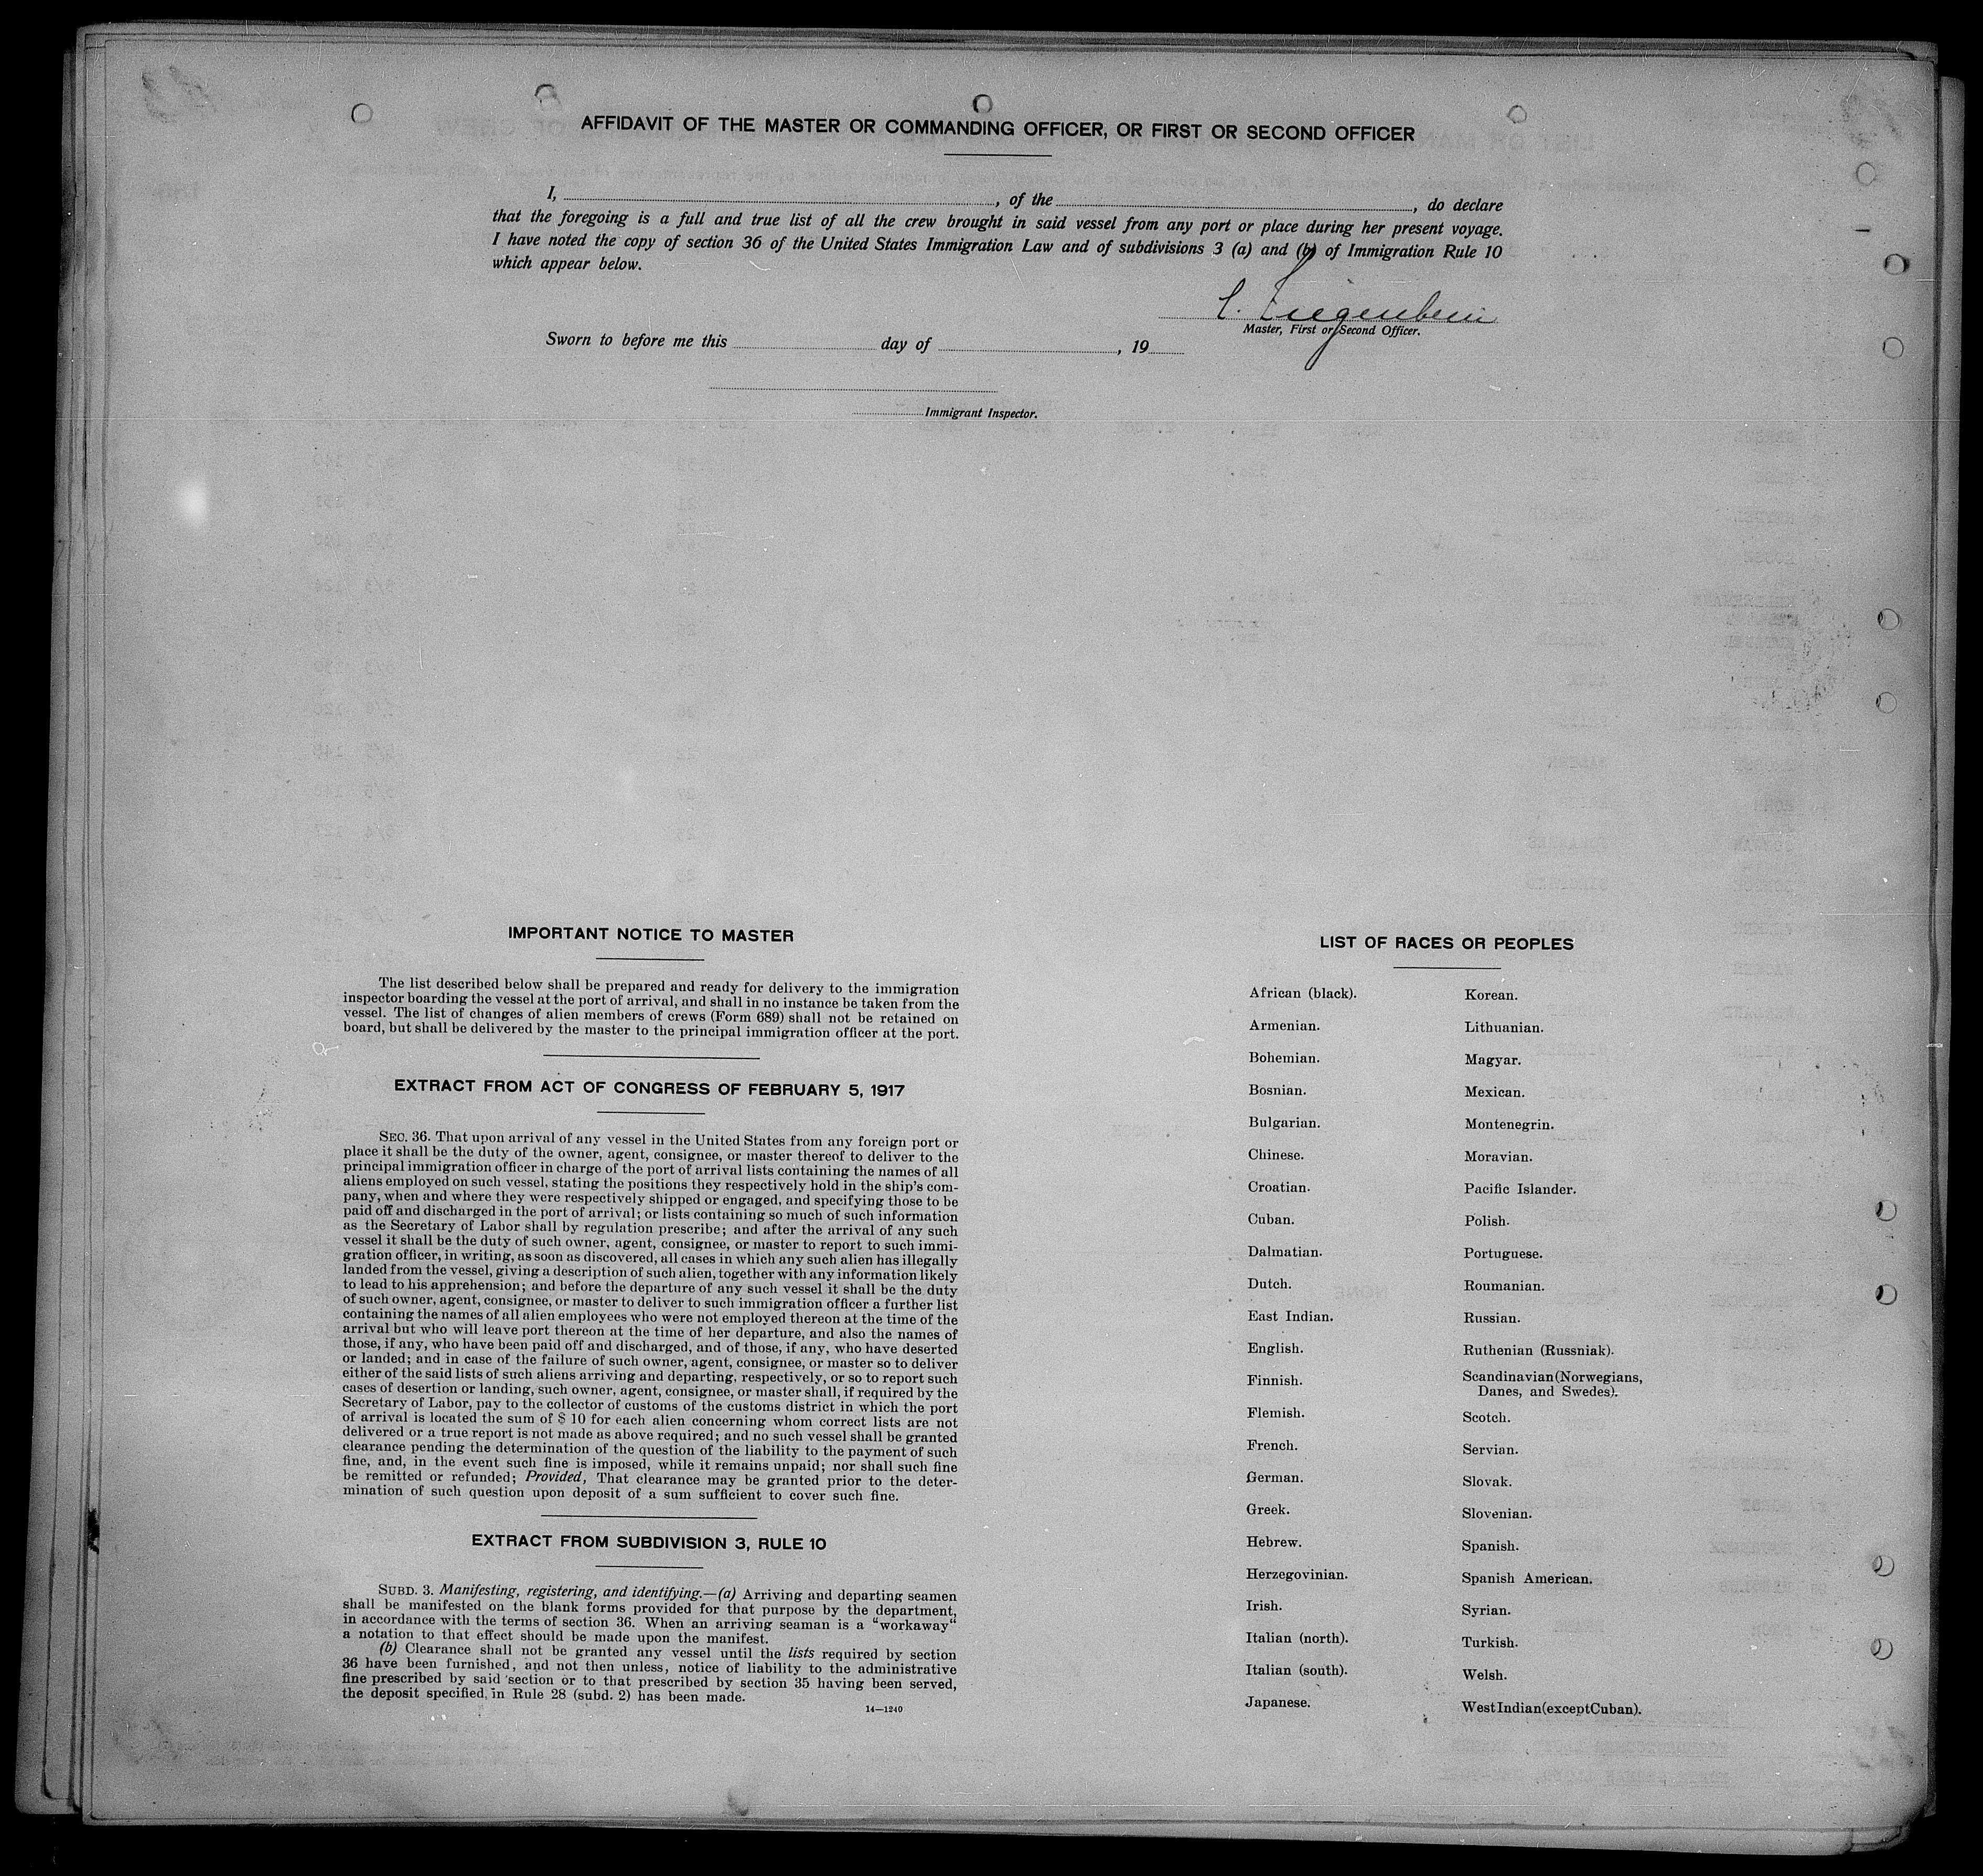 AFFIDAVIT OF THE MASTER OR COMMANDING OFFICER, OR FIRST OR SECOND OFFICER
I, , of the , do declare
that the foregoing is a full and true list of all the crew brought in said vessel from any port or place during her present voyage.
I have noted the copy of section 36 of the United States Immigration Law and of subdivisions 3 (a) and (b) of Immigration Rule 10
which appear below.
Master, First or Second Officer.
Sworn to before me this day of , 19
Immigrant Inspector.
IMPORTANT NOTICE TO MASTER
The list described below shall be prepared and ready for delivery to the immigration
inspector boarding the vessel at the port of arrival, and shall in no instance be taken from the
vessel. The list of changes of alien members of crews (Form 689) shall not be retained on
board, but shall be delivered by the master to the principal immigration officer at the port.
EXTRACT FROM ACT OF CONGRESS OF FEBRUARY 5, 1917
SEC. 36. That upon arrival of any vessel in the United States from any foreign port or
place it shall be the duty of the owner, agent, consignee, or master thereof to deliver to the
principal immigration officer in charge of the port of arrival lists containing the names of all
aliens employed on such vessel, stating the positions they respectively hold in the ship's com-
pany, when and where they were respectively shipped or engaged, and specifying those to be
paid off and discharged in the port of arrival; or lists containing so much of such information
as the Secretary of Labor shall by regulation prescribe; and after the arrival of any such
vessel it shall be the duty of such owner, agent, consignee, or master to report to such immi-
gration officer, in writing, as soon as discovered, all cases in which any such alien has illegally
landed from the vessel, giving a description of such alien, together with any information likely
to lead to his apprehension; and before the departure of any such vessel it shall be the duty
of such owner, agent, consignee, or master to deliver to such immigration officer a further list
containing the names of all alien employees who were not employed thereon at the time of the
arrival but who will leave port thereon at the time of her departure, and also the names of
those, if any, who have been paid off and discharged, and of those, if any, who have deserted
or landed; and in case of the failure of such owner, agent, consignee, or master so to deliver
either of the said lists of such aliens arriving and departing, respectively, or so to report such
cases of desertion or landing, such owner, agent, consignee, or master shall, if required by the
Secretary of Labor, pay to the collector of customs of the customs district in which the port
of arrival is located the sum of $ 10 for each alien concerning whom correct lists are not
delivered or a true report is not made as above required; and no such vessel shall be granted
clearance pending the determination of the question of the liability to the payment of such
fine, and, in the event such fine is imposed, while it remains unpaid; nor shall such fine
be remitted or refunded; Provided, That clearance may be granted prior to the deter-
mination of such question upon deposit of a sum sufficient to cover such fine.
EXTRACT FROM SUBDIVISION 3, RULE 10
SUBD. 3. Manifesting, registering, and identifying.—(a) Arriving and departing seamen
shall be manifested on the blank forms provided for that purpose by the department,
in accordance with the terms of section 36. When an arriving seaman is a “workaway“
a notation to that effect should be made upon the manifest.
(b) Clearance shall not be granted any vessel until the lists required by section
36 have been furnished, and not then unless, notice of liability to the administrative
fine prescribed by said section or to that prescribed by section 35 having been served,
the deposit specified in Rule 28 (subd. 2) has been made.
14—1240
LIST OF RACES OR PEOPLES
African (black).
Armenian.
Bohemian.
Bosnian.
Bulgarian.
Chinese.
Croatian.
Cuban.
Dalmatian.
Dutch.
East Indian.
English.
Finnish.
Flemish.
French.
German.
Greek.
Hebrew.
Herzegovinian.
Irish.
Italian (north).
Italian (south).
Japanese.
Korean.
Lithuanian.
Magyar.
Mexican.
Montenegrin.
Moravian.
Pacific Islander.
Polish.
Portuguese.
Roumanian.
Russian.
Ruthenian (Russniak).
Scandinavian (Norwegians,
Danes, and Swedes).
Scotch.
Servian.
Slovak.
Slovenian.
Spanish.
Spanish American.
Syrian.
Turkish.
Welsh.
West Indian (except Cuban).